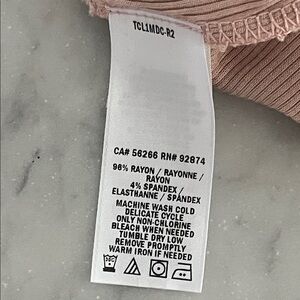 TCL1MDC-R2
CA# 56266 RN# 92874
96% RAYON / RAYONNE /
RAYON
4% SPANDEX /
ELASTHANNE / SPANDEX
MACHINE WASH COLD
DELICATE CYCLE
ONLY NON-CHLORINE
BLEACH WHEN NEEDED
TUMBLE DRY LOW
REMOVE PROMPTLY
WARM IRON IF NEEDED